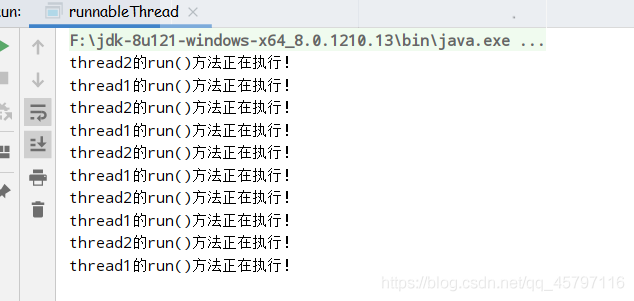 un:
runnableThread
F:\jdk-8u121-windows-x64_8.0.1210.13\bin\java.exe ...
thread2的run()方法正在执行!
thread1的run()方法正在执行!
thread2的run()方法正在执行!
thread1的run()方法正在执行!
thread2的run()方法正在执行!
thread1的run()方法正在执行!
thread2的run()方法正在执行!
thread1的run()方法正在执行!
thread2的run()方法正在执行!
thread1的run()方法正在执行!
https://blog.csdn.net/qq_45797116